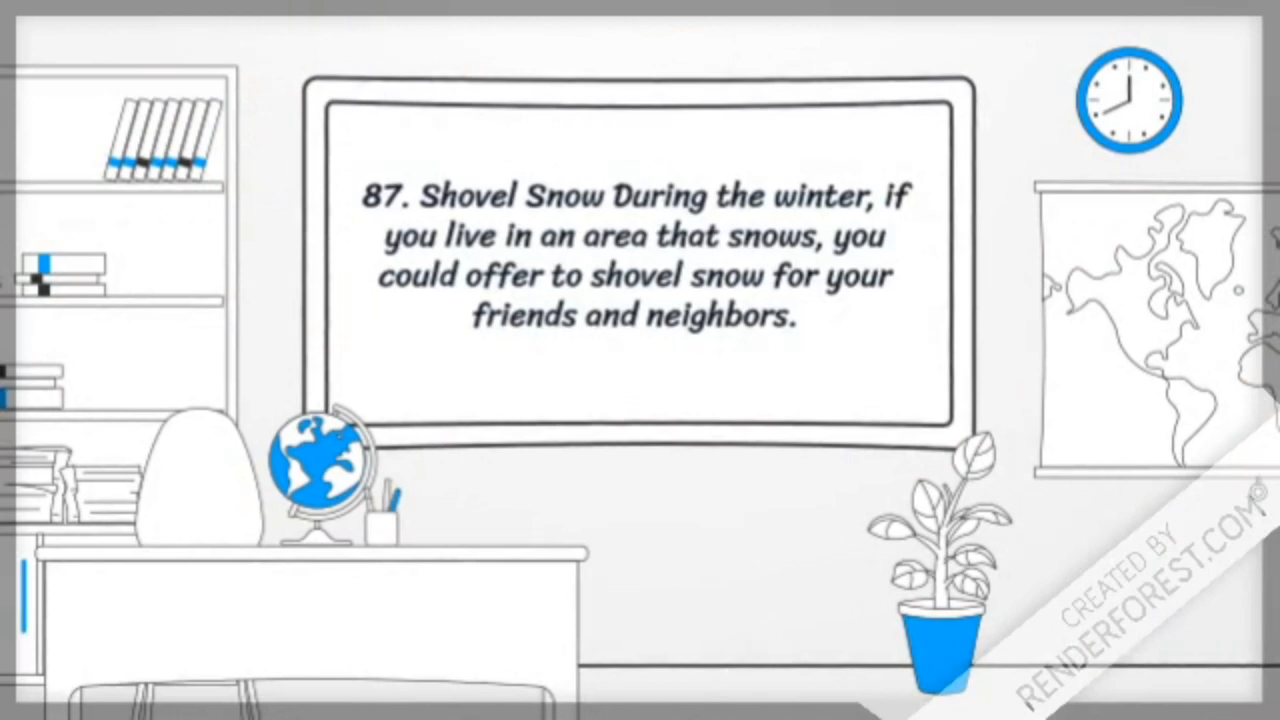 87. Shovel Snow During the winter, if
you live in an area that snows, you
could offer to shovel snow for your
friends and neighbors.
CREATED BY
RENDERFOREST.COM